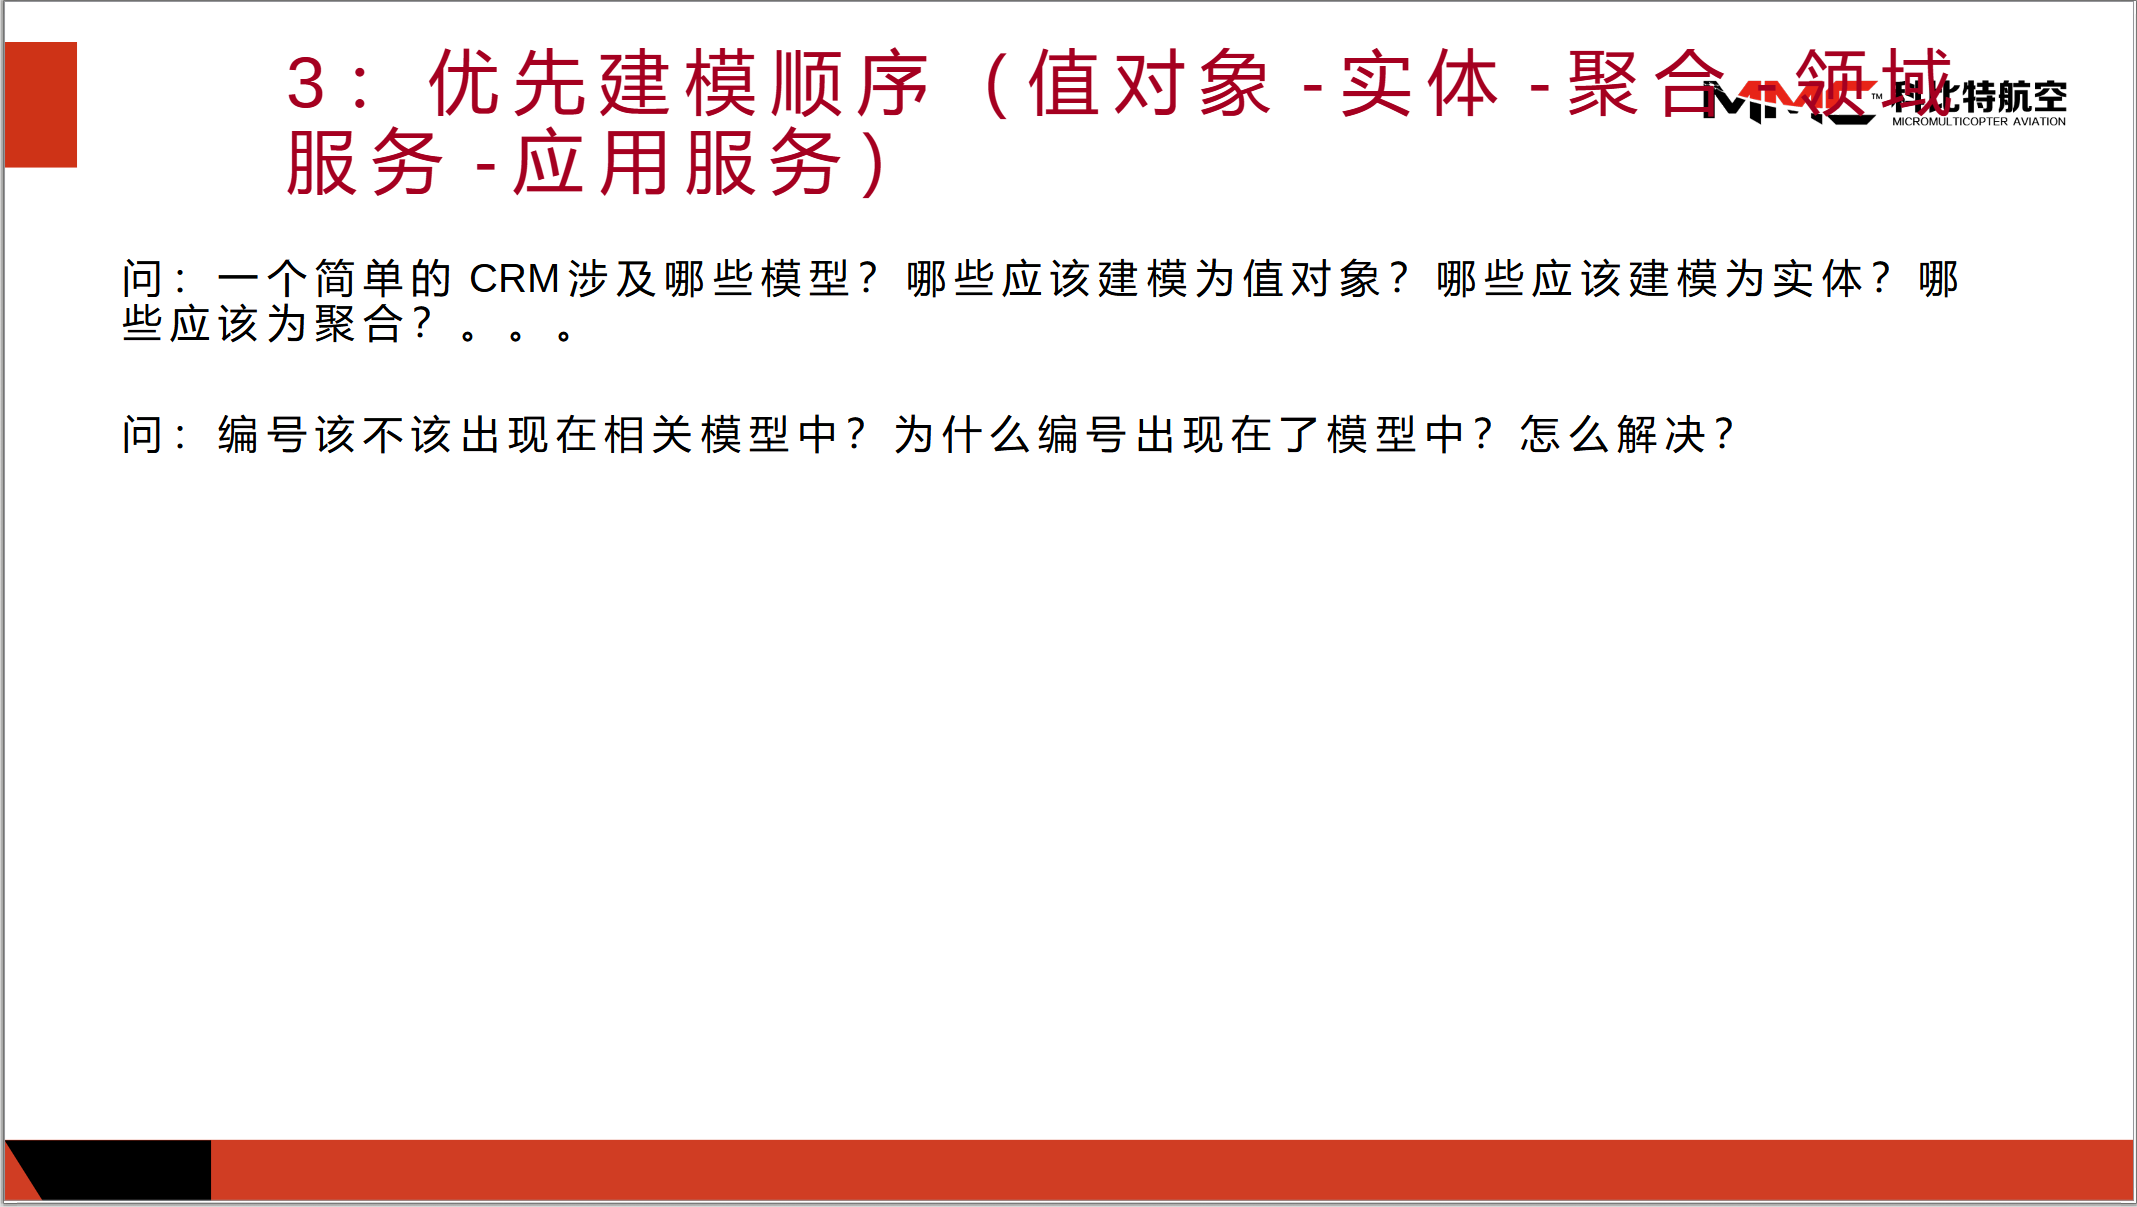 3：优先建模顺序（值对象-实体-聚合-领域
服务-应用服务）
MMC™ 科比特航空
MICROMULTICOPTER AVIATION
问：一个简单的CRM涉及哪些模型？哪些应该建模为值对象？哪些应该建模为实体？哪
些应该为聚合？。。。
问：编号该不该出现在相关模型中？为什么编号出现在了模型中？怎么解决？